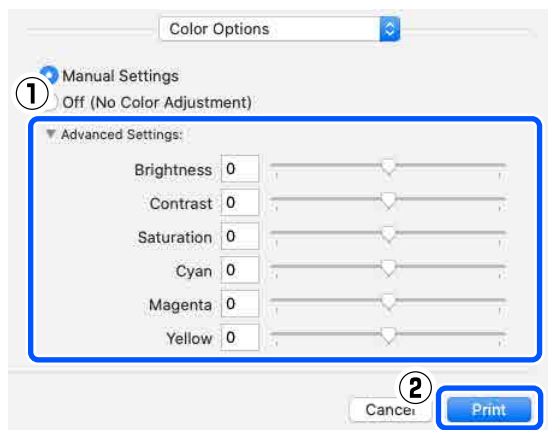 Color Options
Manual Settings
①
Off (No Color Adjustment)
Advanced Settings:
Brightness 0
Contrast 0
Saturation 0
Cyan 0
Magenta 0
Yellow 0
②
Cancel Print